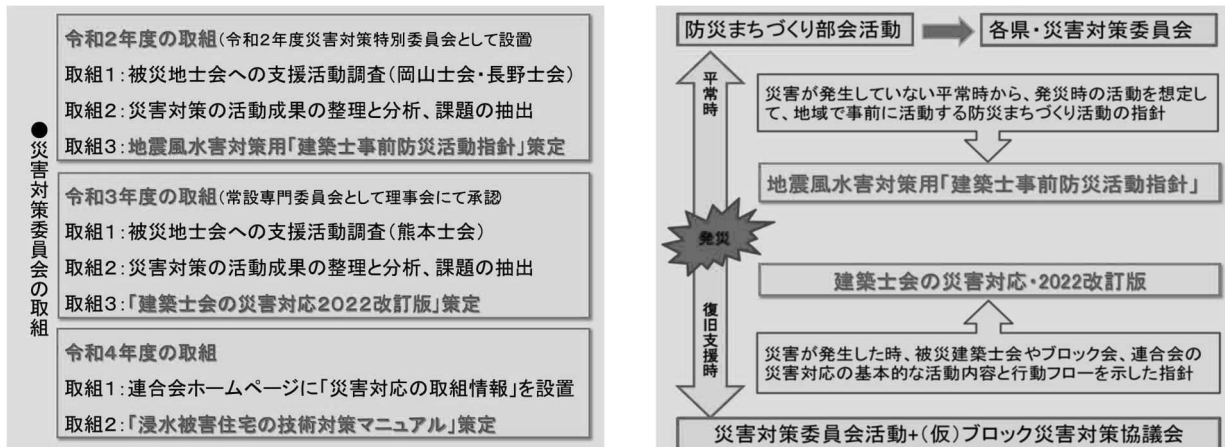 ●災害対策委員会の取組
令和2年度の取組(令和2年度災害対策特別委員会として設置)
取組1:被災地士会への支援活動調査(岡山士会・長野士会)
取組2:災害対策の活動成果の整理と分析、課題の抽出
取組3:地震風水害対策用「建築士事前防災活動指針」策定
令和3年度の取組(常設専門委員会として理事会にて承認)
取組1:被災地士会への支援活動調査(熊本士会)
取組2:災害対策の活動成果の整理と分析、課題の抽出
取組3:「建築士会の災害対応2022改訂版」策定
令和4年度の取組
取組1:連合会ホームページに「災害対応の取組情報」を設置
取組2:「浸水被害住宅の技術対策マニュアル」策定
防災まちづくり部会活動
各県・災害対策委員会
平常時
災害が発生していない平常時から、発災時の活動を想定し
て、地域で事前に活動する防災まちづくり活動の指針
地震風水害対策用「建築士事前防災活動指針」
発災
建築士会の災害対応・2022改訂版
復旧支援時
災害が発生した時、被災建築士会やブロック会、連合会の
災害対応の基本的な活動内容と行動フローを示した指針
災害対策委員会活動+(仮)ブロック災害対策協議会